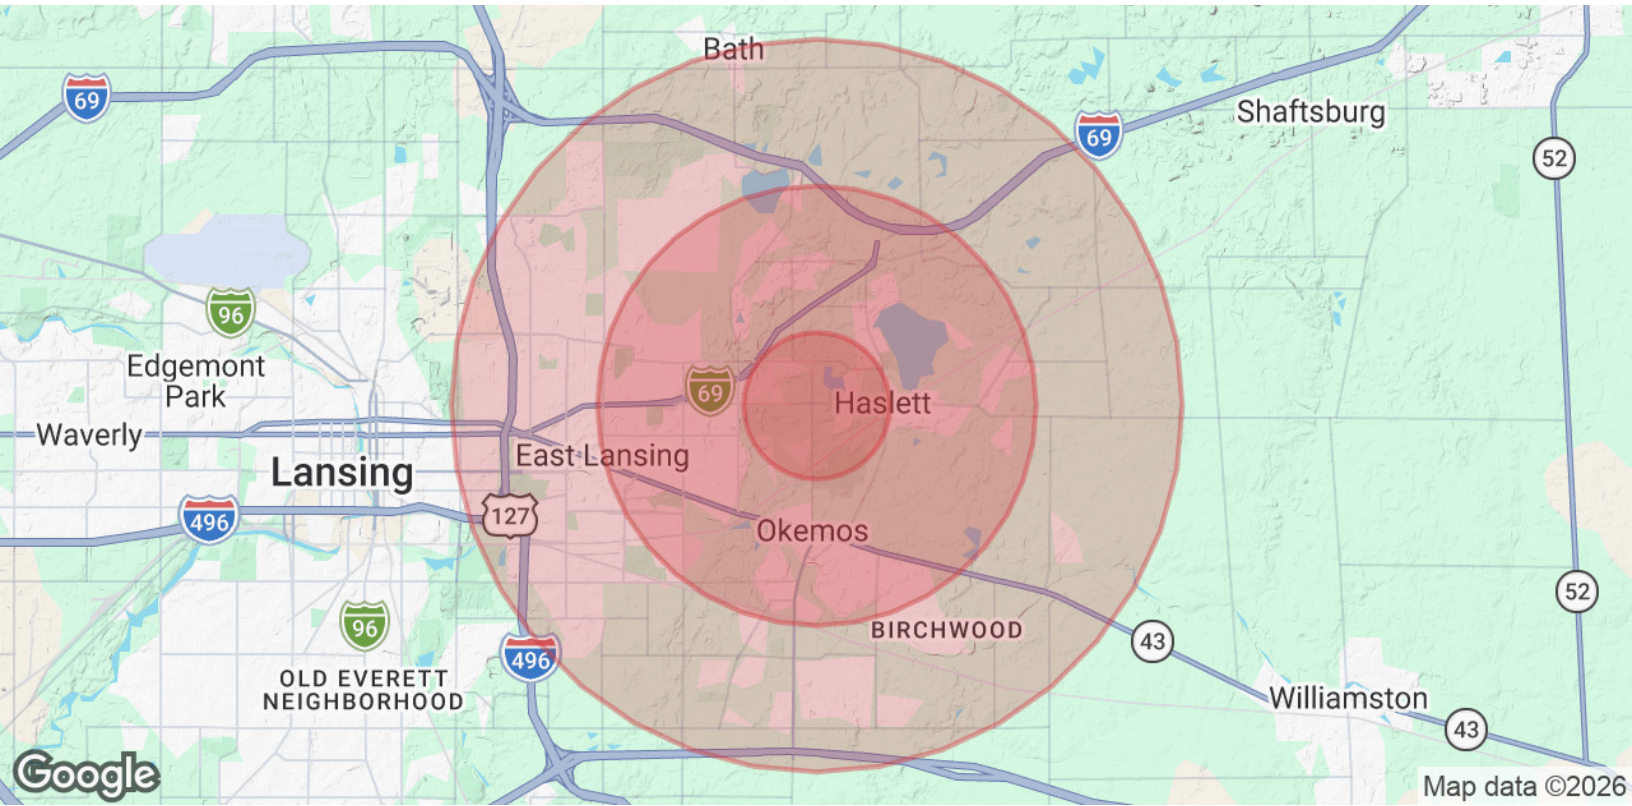 Bath
69
Shaftsburg
69
52
96
Edgemont
Park
69
Haslett
Waverly
East Lansing
Lansing
496
127
Okemos
52
96
BIRCHWOOD
43
496
OLD EVERETT
NEIGHBORHOOD
Williamston
43
Google
Map data ©2026